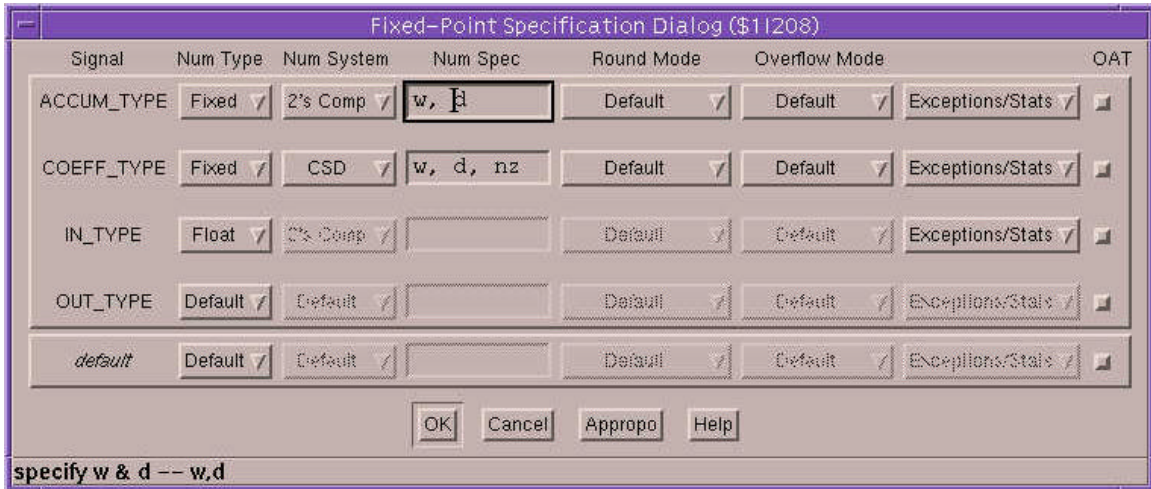 Fixed-Point Specification Dialog ($1I208)
Signal Num Type Num System Num Spec Round Mode Overflow Mode OAT
ACCUM_TYPE Fixed 2's Comp w, d Default Default Exceptions/Stats
COEFF_TYPE Fixed CSD w, d, nz Default Default Exceptions/Stats
IN_TYPE Float 2's Comp Default Default Exceptions/Stats
OUT_TYPE Default Default Default Default Exceptions/Stats
default Default Default Default Default Exceptions/Stats
OK Cancel Appropo Help
specify w & d -- w,d